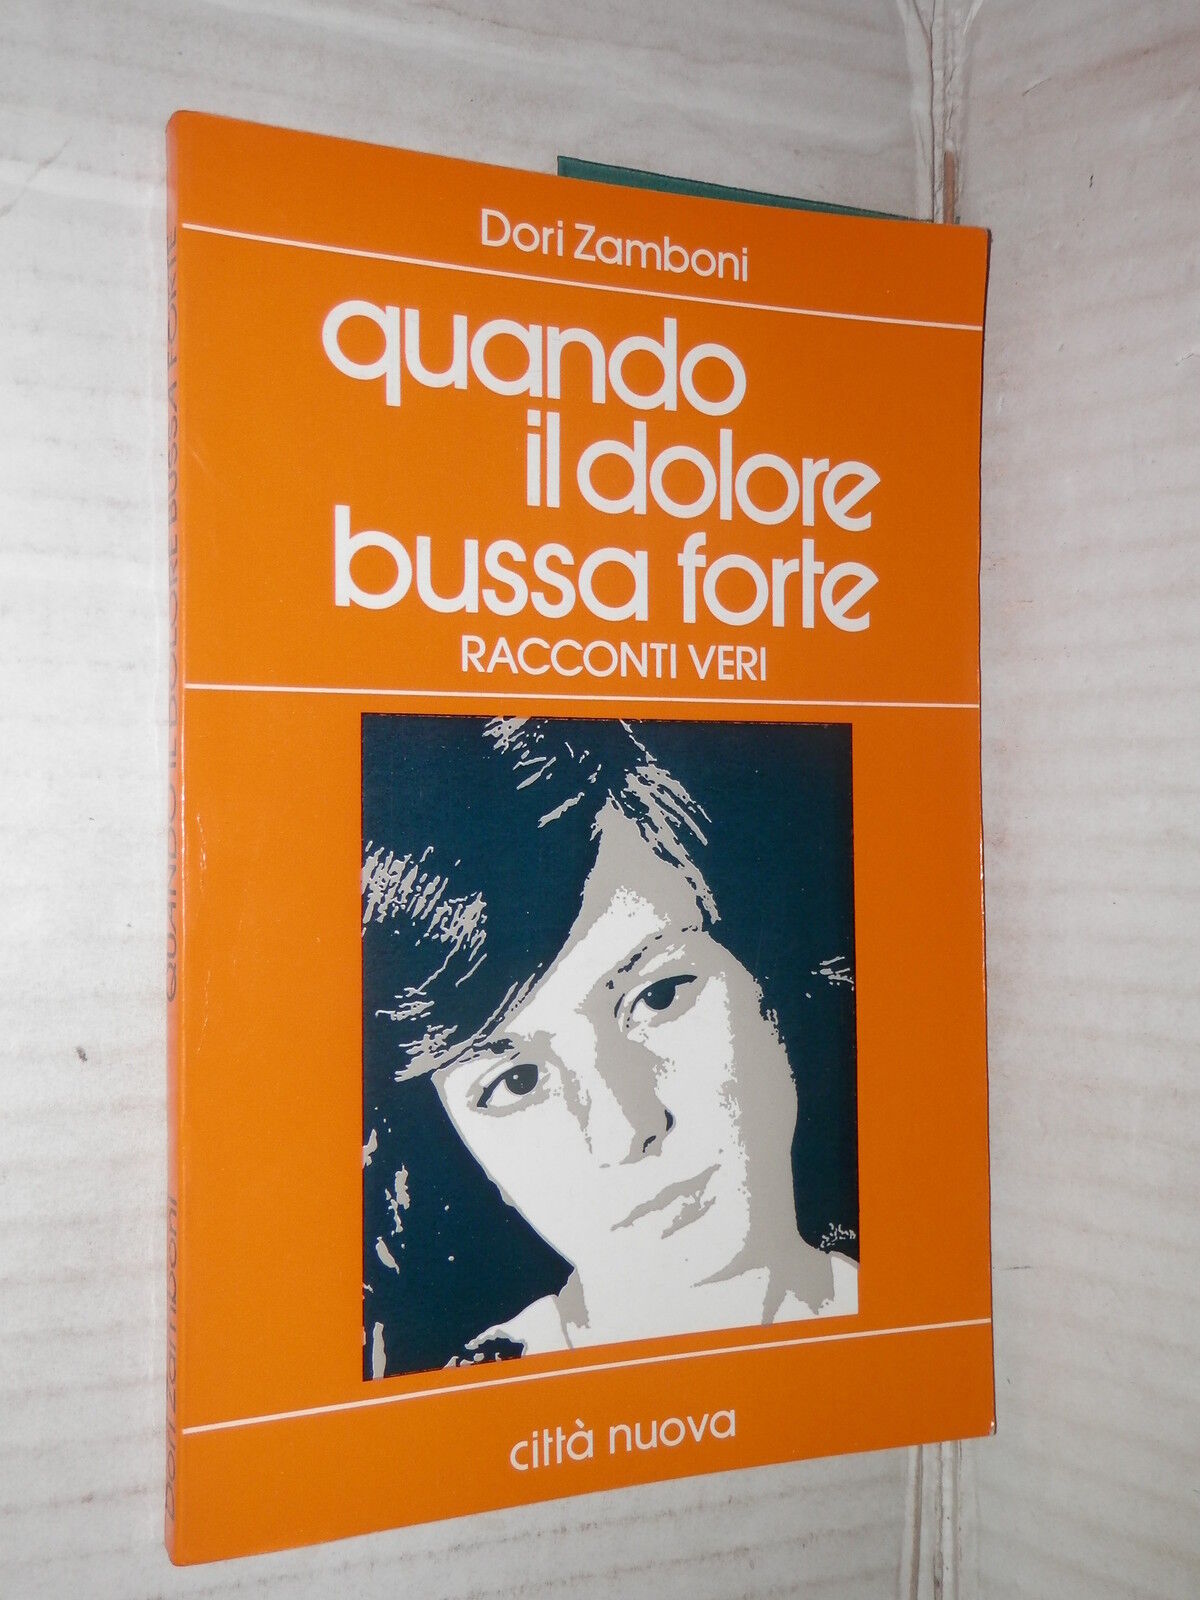 Dori Zamboni
quando
il dolore
bussa forte
RACCONTI VERI
città nuova
Dori Zamboni QUANDO IL DOLORE BUSSA FORTE